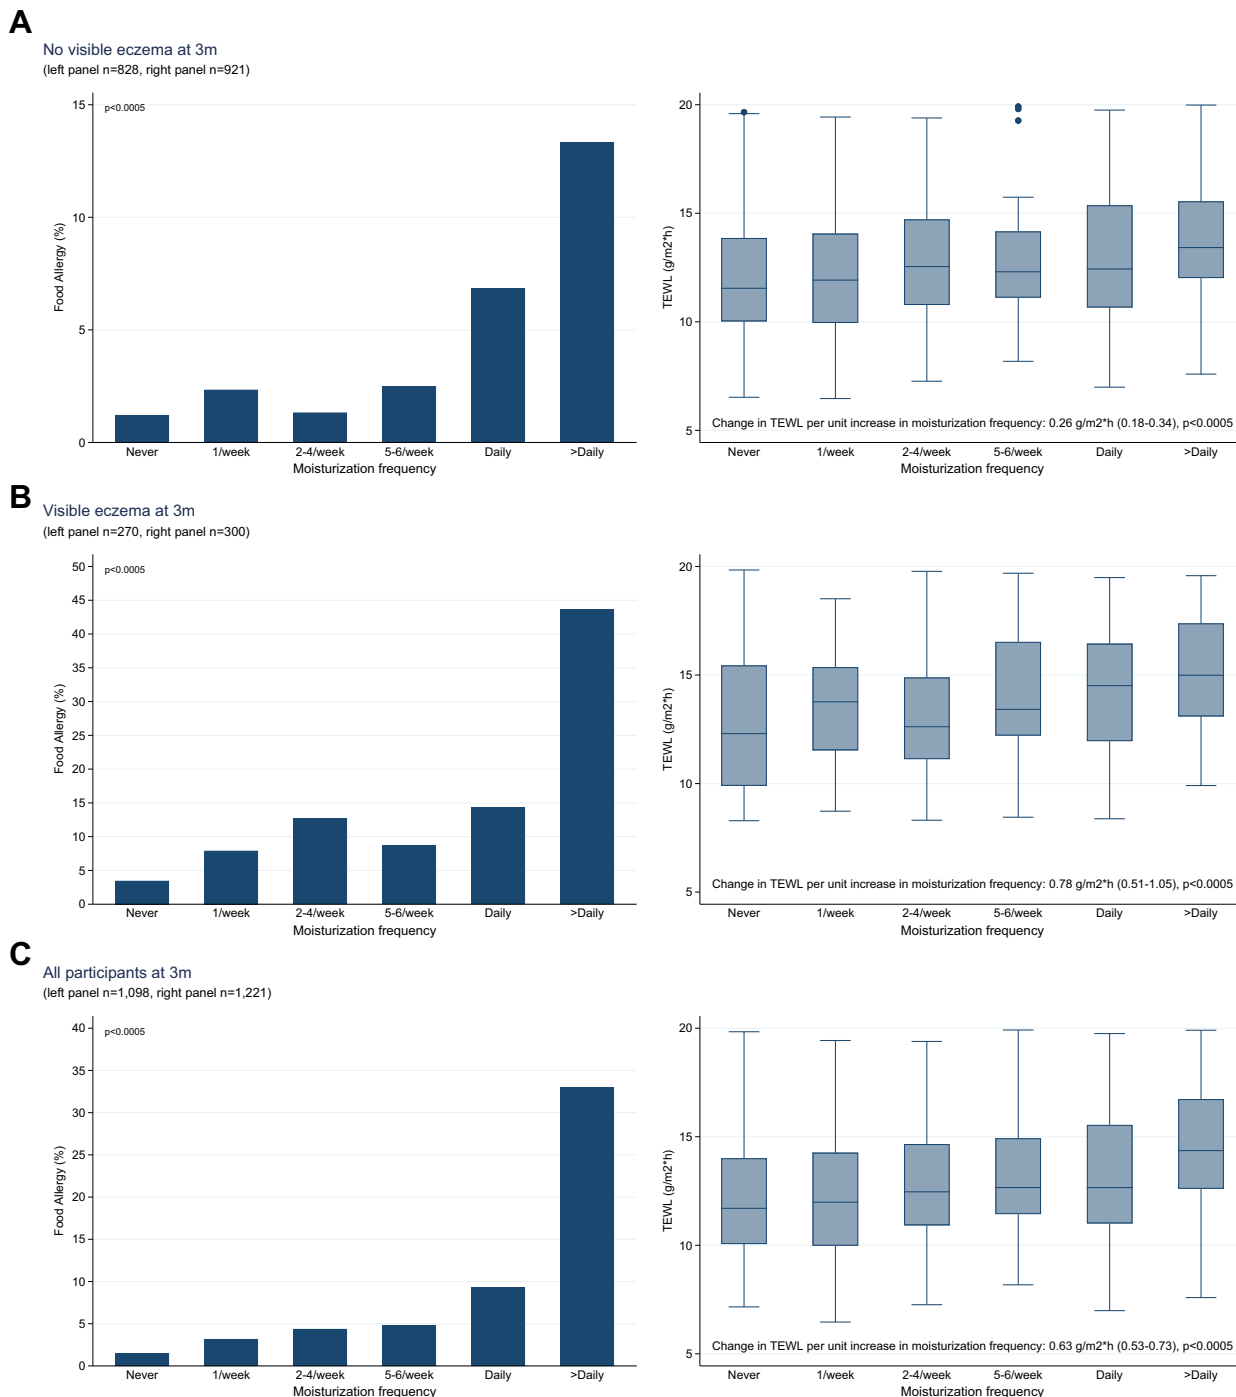 A
No visible eczema at 3m
(left panel n=828, right panel n=921)
p<0.0005
15
10
5
0
Food Allergy (%)
Never 1/week 2-4/week 5-6/week Daily >Daily
Moisturization frequency
20
15
10
5
TEWL (g/m2*h)
Change in TEWL per unit increase in moisturization frequency: 0.26 g/m2*h (0.18-0.34), p<0.0005
Never 1/week 2-4/week 5-6/week Daily >Daily
Moisturization frequency
B
Visible eczema at 3m
(left panel n=270, right panel n=300)
p<0.0005
50
45
40
35
30
25
20
15
10
5
0
Food Allergy (%)
Never 1/week 2-4/week 5-6/week Daily >Daily
Moisturization frequency
20
15
10
5
TEWL (g/m2*h)
Change in TEWL per unit increase in moisturization frequency: 0.78 g/m2*h (0.51-1.05), p<0.0005
Never 1/week 2-4/week 5-6/week Daily >Daily
Moisturization frequency
C
All participants at 3m
(left panel n=1,098, right panel n=1,221)
p<0.0005
40
35
30
25
20
15
10
5
0
Food Allergy (%)
Never 1/week 2-4/week 5-6/week Daily >Daily
Moisturization frequency
20
15
10
5
TEWL (g/m2*h)
Change in TEWL per unit increase in moisturization frequency: 0.63 g/m2*h (0.53-0.73), p<0.0005
Never 1/week 2-4/week 5-6/week Daily >Daily
Moisturization frequency